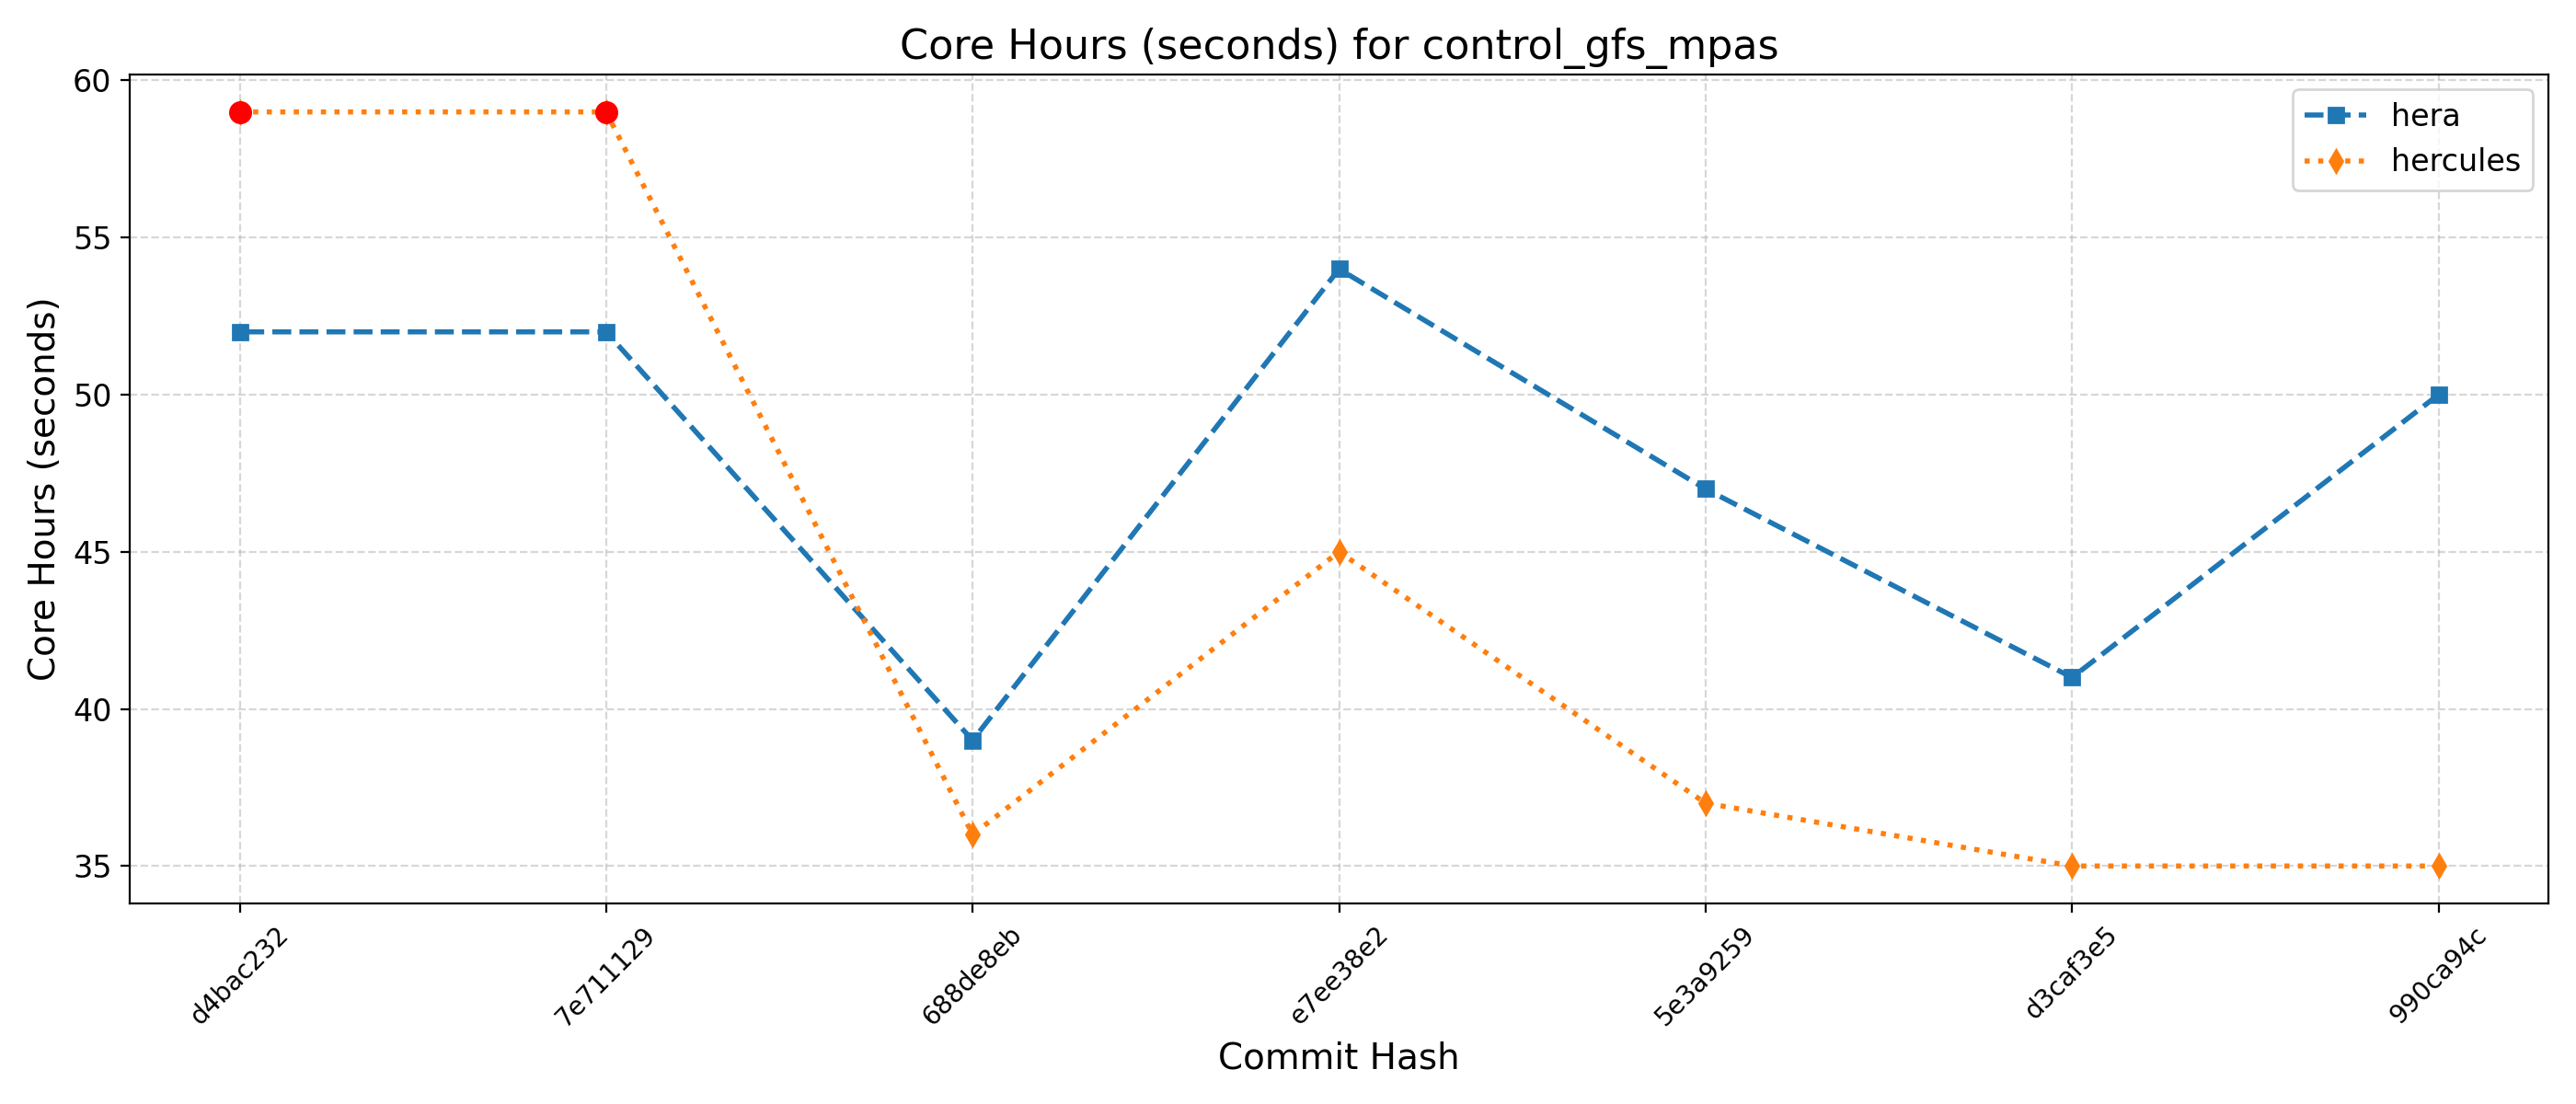 Core Hours (seconds) for control_gfs_mpas
Core Hours (seconds)
60
55
50
45
40
35
hera
hercules
d4bac232
7e711129
688de8eb
e7ee38e2
5e3a9259
d3caf3e5
990ca94c
Commit Hash